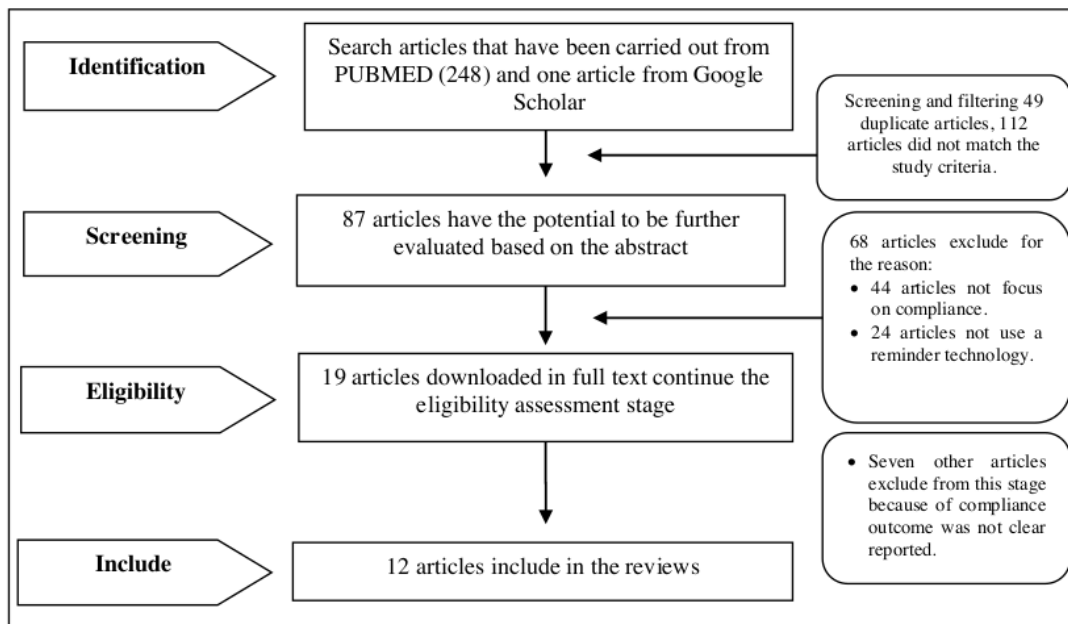 Identification
Search articles that have been carried out from
PUBMED (248) and one article from Google
Scholar
Screening and filtering 49
duplicate articles, 112
articles did not match the
study criteria.
Screening
87 articles have the potential to be further
evaluated based on the abstract
68 articles exclude for
the reason:
• 44 articles not focus
on compliance.
• 24 articles not use a
reminder technology.
Eligibility
19 articles downloaded in full text continue the
eligibility assessment stage
• Seven other articles
exclude from this stage
because of compliance
outcome was not clear
reported.
Include
12 articles include in the reviews